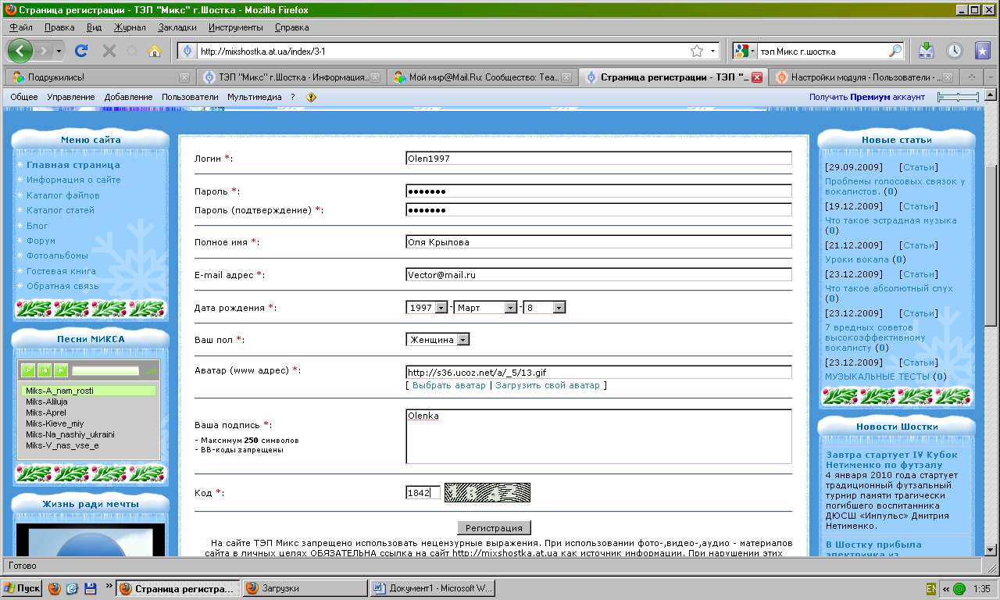 Страница регистрации - ТЭП "Микс" г.Шостка - Mozilla Firefox
Файл Правка Вид Журнал Закладки Инструменты Справка
http://mixshostka.at.ua/index/3-1
тэп Микс г.шостка
Подружились!
ТЭП "Микс" г.Шостка - Информация...
Мой мир@Mail.Ru: Сообщество: Теа...
Страница регистрации - ТЭП "...
Настройки модуля - Пользователи - ...
Общее Управление Добавление Пользователи Мультимедиа ?
Получить Премиум аккаунт
Меню сайта
Главная страница
Информация о сайте
Каталог файлов
Каталог статей
Блог
Форум
Фотоальбомы
Гостевая книга
Обратная связь
Песни МИКСА
Miks-A_nam_rosti
Miks-Aliluja
Miks-Aprel
Miks-Kieve_miy
Miks-Na_nashiy_ukraini
Miks-V_nas_vse_e
Жизнь ради мечты
Логин *:
Olen1997
Пароль *:
●●●●●●●
Пароль (подтверждение) *:
●●●●●●●
Полное имя *:
Оля Крылова
E-mail адрес *:
Vector@mail.ru
Дата рождения *:
1997 - Март - 8
Ваш пол *:
Женщина
Аватар (www адрес) *:
http://s36.ucoz.net/a/_5/13.gif
[ Выбрать аватар | Загрузить свой аватар ]
Ваша подпись *:
- Максимум 250 символов
- BB-коды запрещены
Olenka
Код *:
1842
Регистрация
На сайте ТЭП Микс запрещено использовать нецензурные выражения. При использовании фото-,видео-,аудио - материалов
сайта в личных целях ОБЯЗАТЕЛЬНА ссылка на сайт http://mixshostka.at.ua как источник информации. При нарушении этих
Новые статьи
[29.09.2009] [Статьи]
Проблемы голосовых связок у
вокалистов. (0)
[19.12.2009] [Статьи]
Что такое эстрадная музыка
(0)
[21.12.2009] [Статьи]
Уроки вокала (0)
[23.12.2009] [Статьи]
Что такое абсолютный слух
(0)
[23.12.2009] [Статьи]
7 вредных советов
высокоэффективному
вокалисту (0)
[23.12.2009] [Статьи]
МУЗЫКАЛЬНЫЕ ТЕСТЫ (0)
Новости Шостки
Завтра стартует IV Кубок
Нетименко по футзалу
4 января 2010 года стартует
традиционный футзальный
турнир памяти трагически
погибшего воспитанника
ДЮСШ «Импульс» Дмитрия
Нетименко.
В Шостку прибыла
электричка из
Готово
Пуск
Страница регистра...
Загрузки
Документ1 - Microsoft W...
EN
1:35